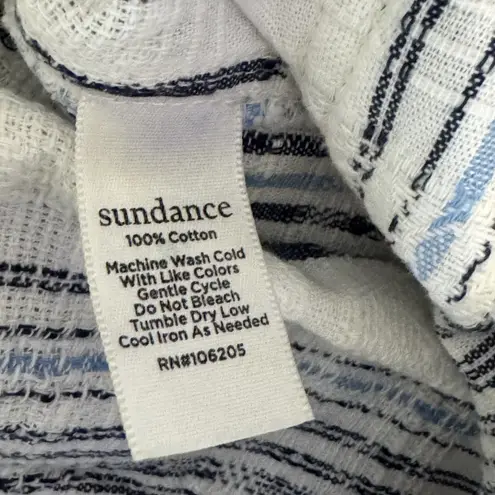 sundance
100% Cotton
Machine Wash Cold
With Like Colors
Gentle Cycle
Do Not Bleach
Tumble Dry Low
Cool Iron As Needed
RN#106205